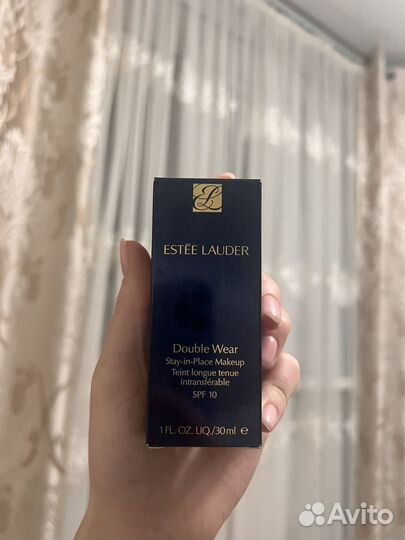 ESTĒE LAUDER
Double Wear
Stay-in-Place Makeup
Teint longue tenue
intransférable
SPF 10
1 FL. OZ. LIQ./30ml e
Avito